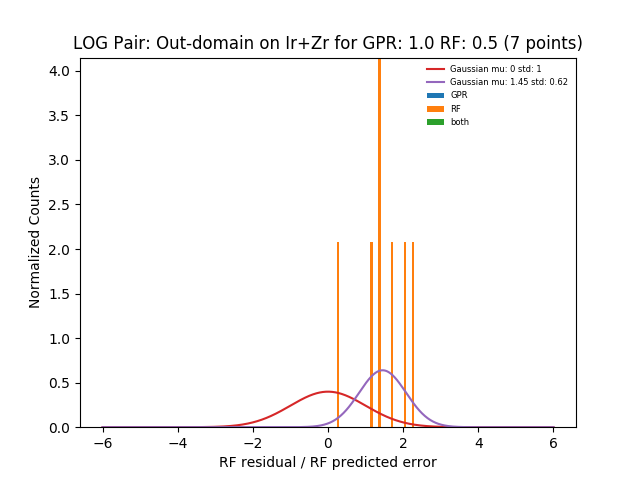 LOG Pair: Out-domain on Ir+Zr for GPR: 1.0 RF: 0.5 (7 points)
Gaussian mu: 0 std: 1
Gaussian mu: 1.45 std: 0.62
GPR
RF
both
Normalized Counts
4.0
3.5
3.0
2.5
2.0
1.5
1.0
0.5
0.0
−6
−4
−2
0
2
4
6
RF residual / RF predicted error